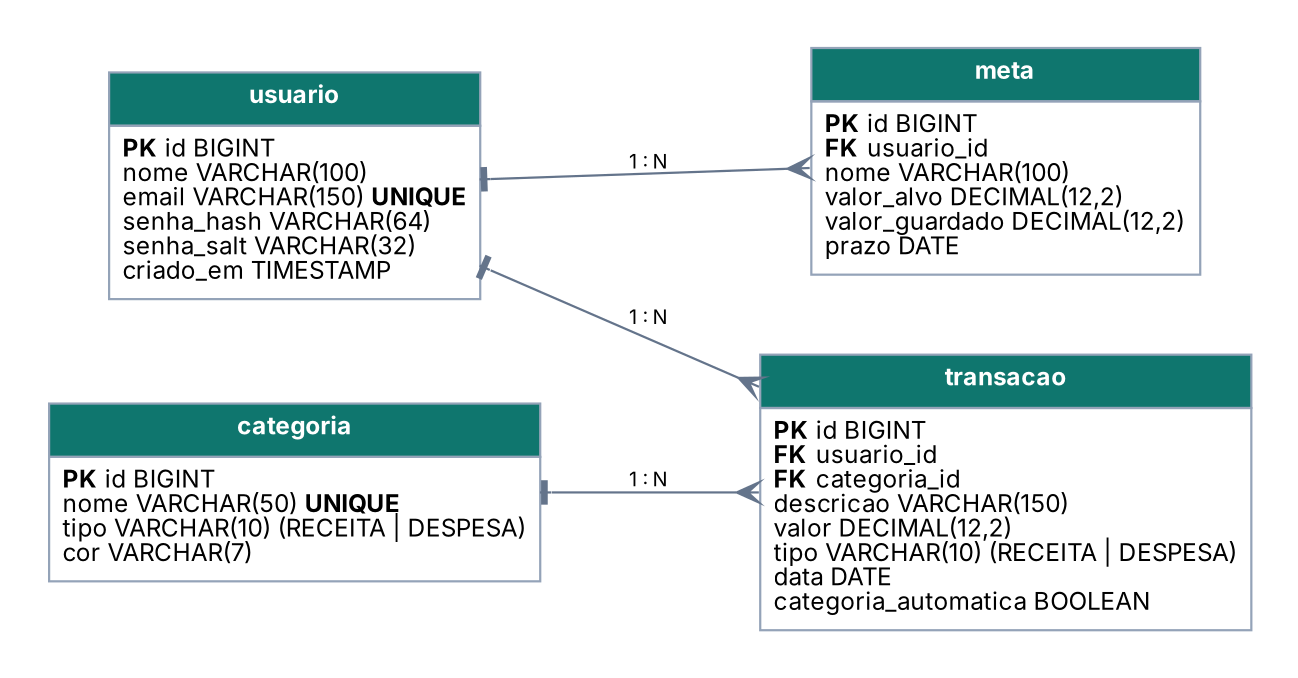 usuario
PK id BIGINT
nome VARCHAR(100)
email VARCHAR(150) UNIQUE
senha_hash VARCHAR(64)
senha_salt VARCHAR(32)
criado_em TIMESTAMP
1 : N
meta
PK id BIGINT
FK usuario_id
nome VARCHAR(100)
valor_alvo DECIMAL(12,2)
valor_guardado DECIMAL(12,2)
prazo DATE
1 : N
categoria
PK id BIGINT
nome VARCHAR(50) UNIQUE
tipo VARCHAR(10) (RECEITA | DESPESA)
cor VARCHAR(7)
1 : N
transacao
PK id BIGINT
FK usuario_id
FK categoria_id
descricao VARCHAR(150)
valor DECIMAL(12,2)
tipo VARCHAR(10) (RECEITA | DESPESA)
data DATE
categoria_automatica BOOLEAN